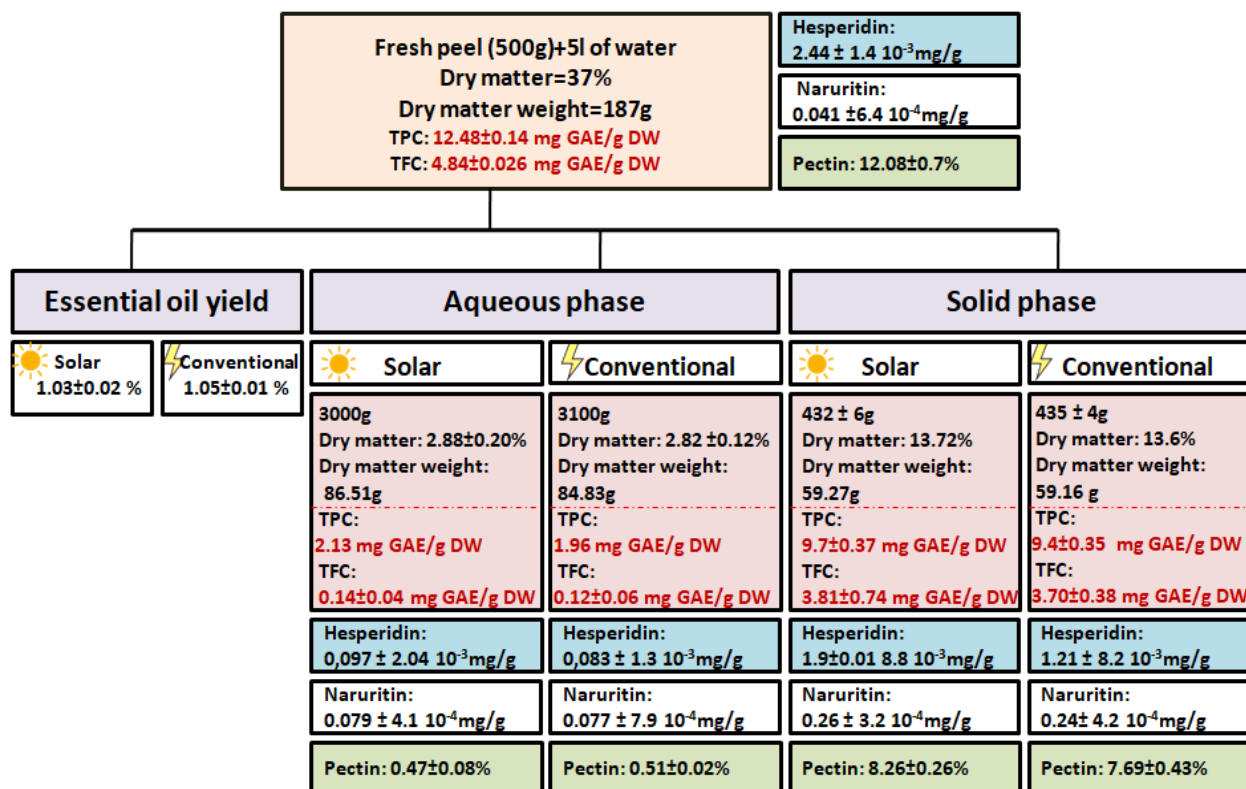 Fresh peel (500g)+5l of water
Dry matter=37%
Dry matter weight=187g
TPC: 12.48±0.14 mg GAE/g DW
TFC: 4.84±0.026 mg GAE/g DW
Hesperidin:
2.44 ± 1.4 10⁻³mg/g
Naruritin:
0.041 ±6.4 10⁻⁴mg/g
Pectin: 12.08±0.7%
Essential oil yield
Solar
1.03±0.02 %
Conventional
1.05±0.01 %
Aqueous phase
Solar
3000g
Dry matter: 2.88±0.20%
Dry matter weight:
86.51g
TPC:
2.13 mg GAE/g DW
TFC:
0.14±0.04 mg GAE/g DW
Hesperidin:
0,097 ± 2.04 10⁻³mg/g
Naruritin:
0.079 ± 4.1 10⁻⁴mg/g
Pectin: 0.47±0.08%
Conventional
3100g
Dry matter: 2.82 ±0.12%
Dry matter weight:
84.83g
TPC:
1.96 mg GAE/g DW
TFC:
0.12±0.06 mg GAE/g DW
Hesperidin:
0,083 ± 1.3 10⁻³mg/g
Naruritin:
0.077 ± 7.9 10⁻⁴mg/g
Pectin: 0.51±0.02%
Solid phase
Solar
432 ± 6g
Dry matter: 13.72%
Dry matter weight:
59.27g
TPC:
9.7±0.37 mg GAE/g DW
TFC:
3.81±0.74 mg GAE/g DW
Hesperidin:
1.9±0.01 8.8 10⁻³mg/g
Naruritin:
0.26 ± 3.2 10⁻⁴mg/g
Pectin: 8.26±0.26%
Conventional
435 ± 4g
Dry matter: 13.6%
Dry matter weight:
59.16 g
TPC:
9.4±0.35 mg GAE/g DW
TFC:
3.70±0.38 mg GAE/g DW
Hesperidin:
1.21 ± 8.2 10⁻³mg/g
Naruritin:
0.24± 4.2 10⁻⁴mg/g
Pectin: 7.69±0.43%